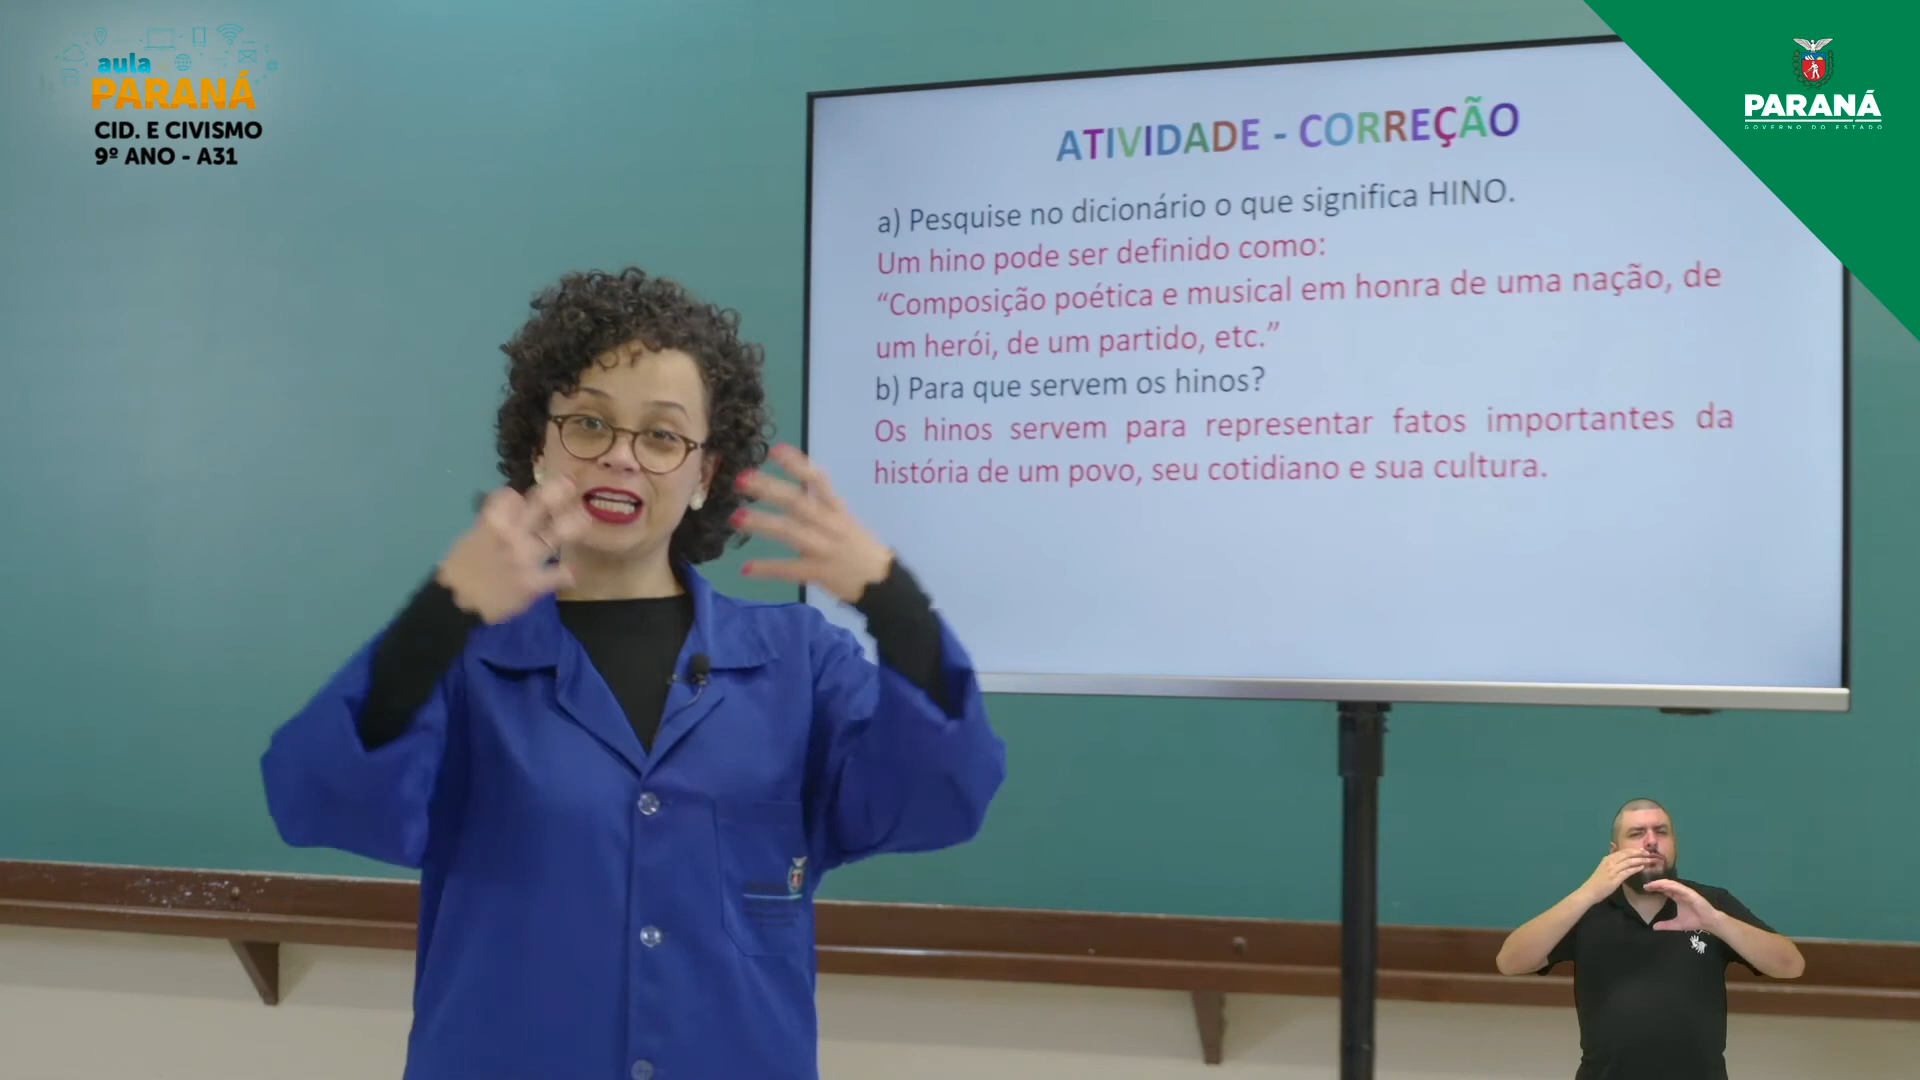 aula
PARANÁ
CID. E CIVISMO
9º ANO - A31
PARANÁ
GOVERNO DO ESTADO
ATIVIDADE - CORREÇÃO
a) Pesquise no dicionário o que significa HINO.
Um hino pode ser definido como:
“Composição poética e musical em honra de uma nação, de
um herói, de um partido, etc.”
b) Para que servem os hinos?
Os hinos servem para representar fatos importantes da
história de um povo, seu cotidiano e sua cultura.